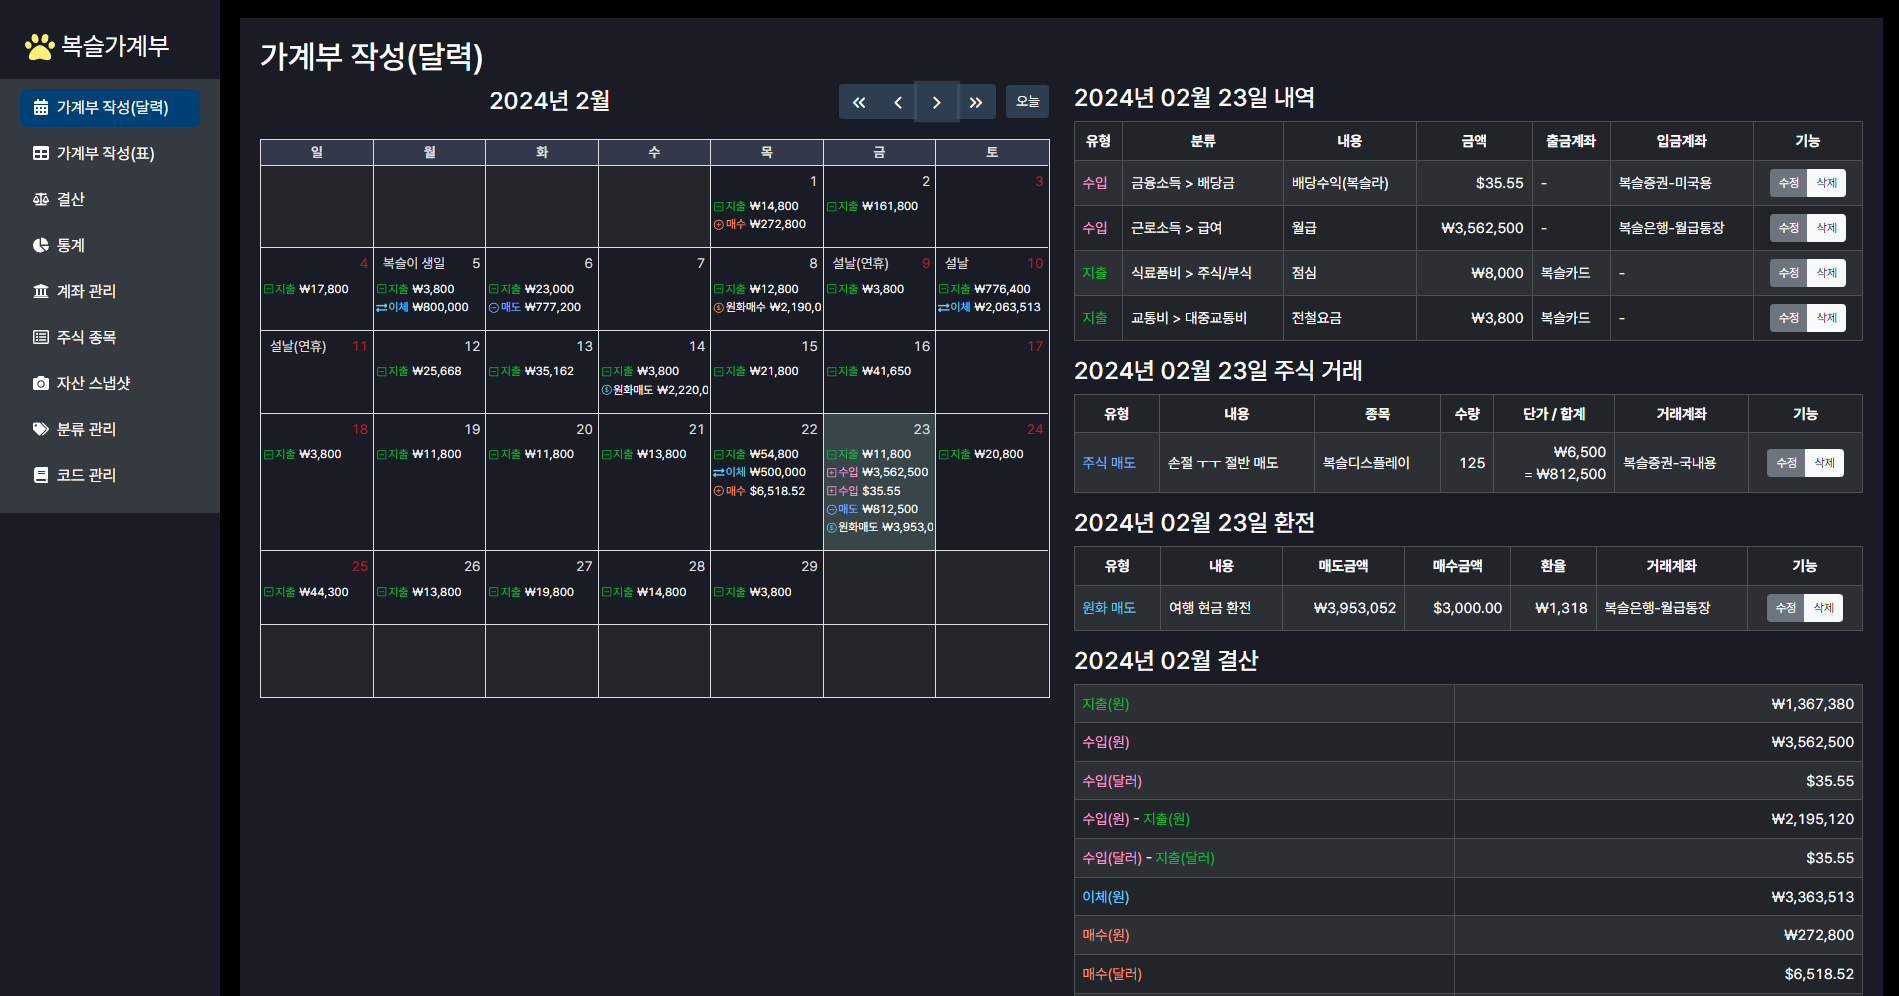 복슬가계부
가계부 작성(달력)
가계부 작성(표)
결산
통계
계좌 관리
주식 종목
자산 스냅샷
분류 관리
코드 관리
가계부 작성(달력)
2024년 2월
오늘
일 월 화 수 목 금 토
1 2 3
지출 ₩14,800 지출 ₩161,800
매수 ₩272,800
4 복슬이 생일 5 6 7 8 설날(연휴) 9 설날 10
지출 ₩17,800 지출 ₩3,800 지출 ₩23,000 지출 ₩12,800 지출 ₩3,800 지출 ₩776,400
이체 ₩800,000 매도 ₩777,200 원화매수 ₩2,190,0 이체 ₩2,063,513
설날(연휴) 11 12 13 14 15 16 17
지출 ₩25,668 지출 ₩35,162 지출 ₩3,800 지출 ₩21,800 지출 ₩41,650
원화매도 ₩2,220,0
18 19 20 21 22 23 24
지출 ₩3,800 지출 ₩11,800 지출 ₩11,800 지출 ₩13,800 지출 ₩54,800 지출 ₩11,800 지출 ₩20,800
이체 ₩500,000 수입 ₩3,562,500
매수 $6,518.52 수입 $35.55
매도 ₩812,500
원화매도 ₩3,953,0
25 26 27 28 29
지출 ₩44,300 지출 ₩13,800 지출 ₩19,800 지출 ₩14,800 지출 ₩3,800
2024년 02월 23일 내역
유형 분류 내용 금액 출금계좌 입금계좌 기능
수입 금융소득 > 배당금 배당수익(복슬라) $35.55 - 복슬증권-미국용 수정 삭제
수입 근로소득 > 급여 월급 ₩3,562,500 - 복슬은행-월급통장 수정 삭제
지출 식료품비 > 주식/부식 점심 ₩8,000 복슬카드 - 수정 삭제
지출 교통비 > 대중교통비 전철요금 ₩3,800 복슬카드 - 수정 삭제
2024년 02월 23일 주식 거래
유형 내용 종목 수량 단가 / 합계 거래계좌 기능
주식 매도 손절 ㅜㅜ 절반 매도 복슬디스플레이 125 ₩6,500 = ₩812,500 복슬증권-국내용 수정 삭제
2024년 02월 23일 환전
유형 내용 매도금액 매수금액 환율 거래계좌 기능
원화 매도 여행 현금 환전 ₩3,953,052 $3,000.00 ₩1,318 복슬은행-월급통장 수정 삭제
2024년 02월 결산
지출(원) ₩1,367,380
수입(원) ₩3,562,500
수입(달러) $35.55
수입(원) - 지출(원) ₩2,195,120
수입(달러) - 지출(달러) $35.55
이체(원) ₩3,363,513
매수(원) ₩272,800
매수(달러) $6,518.52